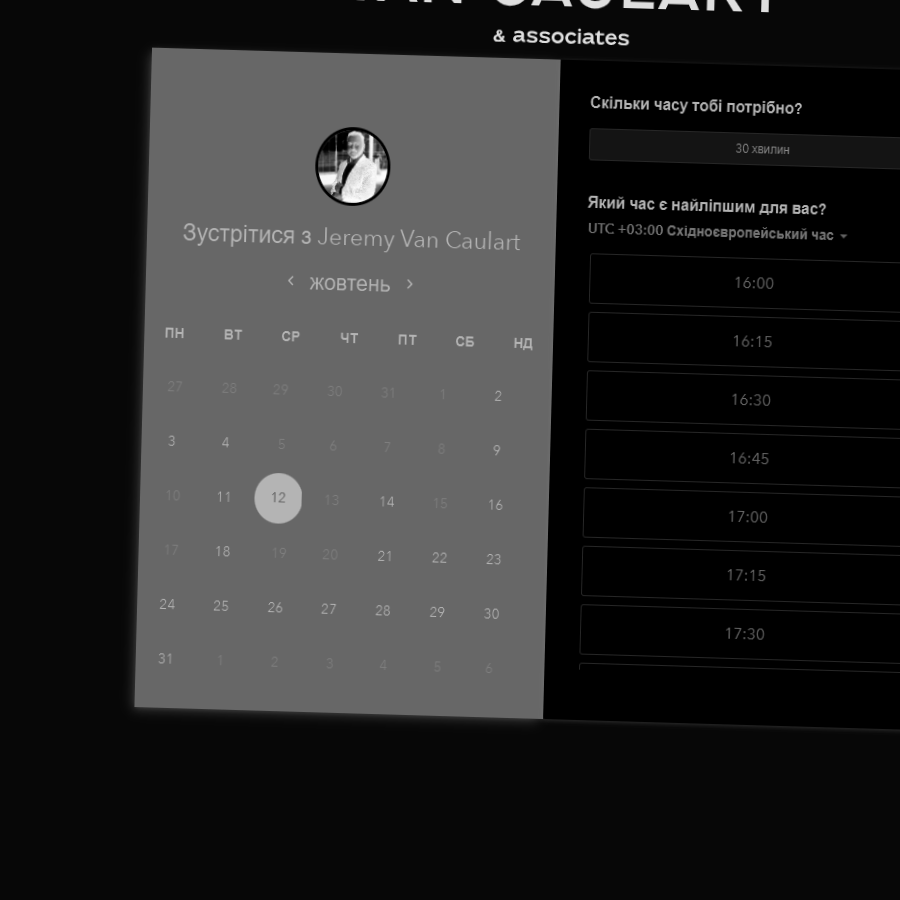 CAULART
& associates
Зустрітися з Jeremy Van Caulart
‹ жовтень ›
ПН ВТ СР ЧТ ПТ СБ НД
27 28 29 30 31 1 2
3 4 5 6 7 8 9
10 11 12 13 14 15 16
17 18 19 20 21 22 23
24 25 26 27 28 29 30
31 1 2 3 4 5 6
Скільки часу тобі потрібно?
30 хвилин
Який час є найліпшим для вас?
UTC +03:00 Східноєвропейський час
16:00
16:15
16:30
16:45
17:00
17:15
17:30